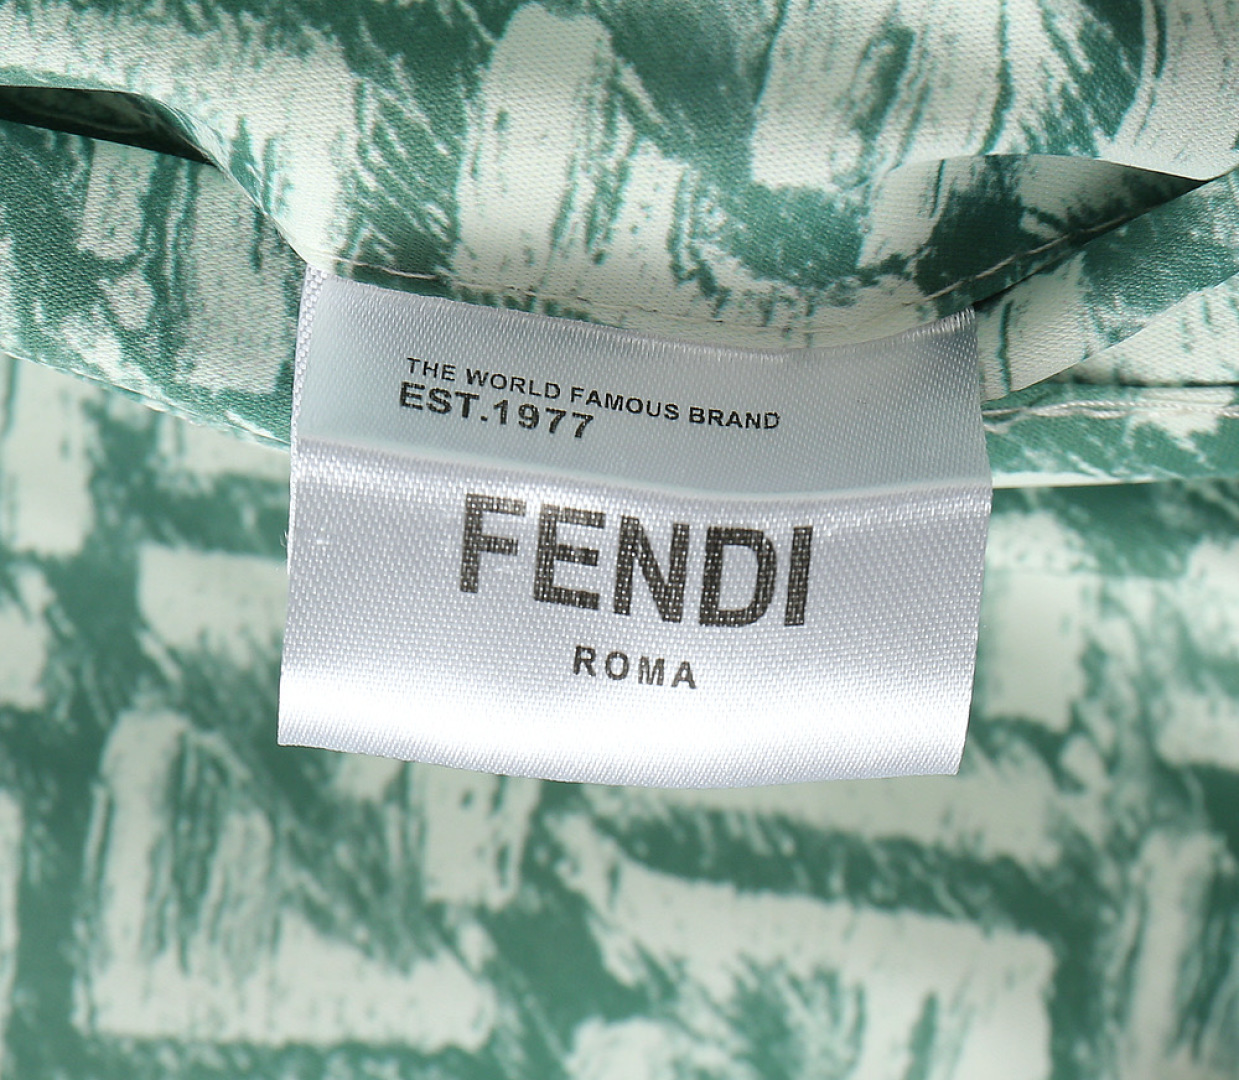 THE WORLD FAMOUS BRAND
EST.1977
FENDI
ROMA